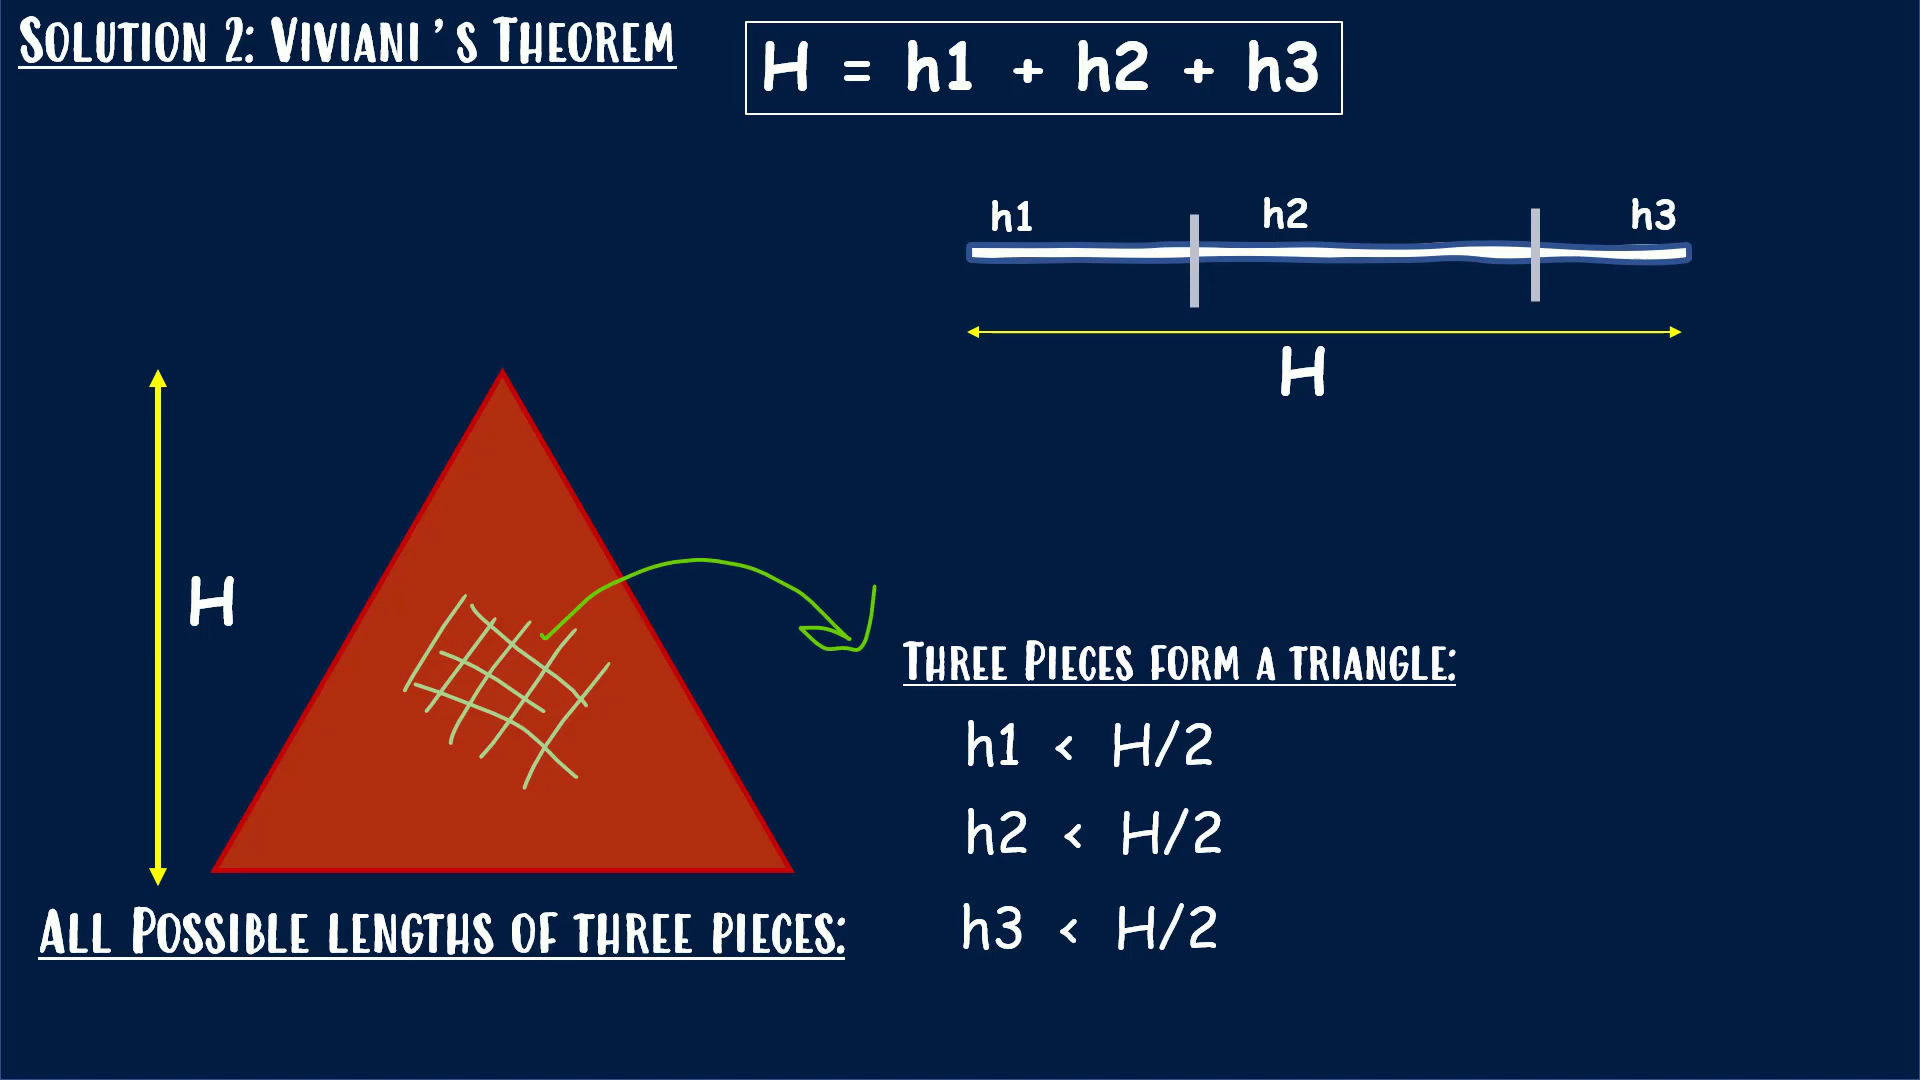 Solution 2: Viviani's Theorem
H = h1 + h2 + h3
h1 h2 h3
H
H
Three Pieces form a triangle:
h1 < H/2
h2 < H/2
h3 < H/2
All Possible lengths of three pieces: